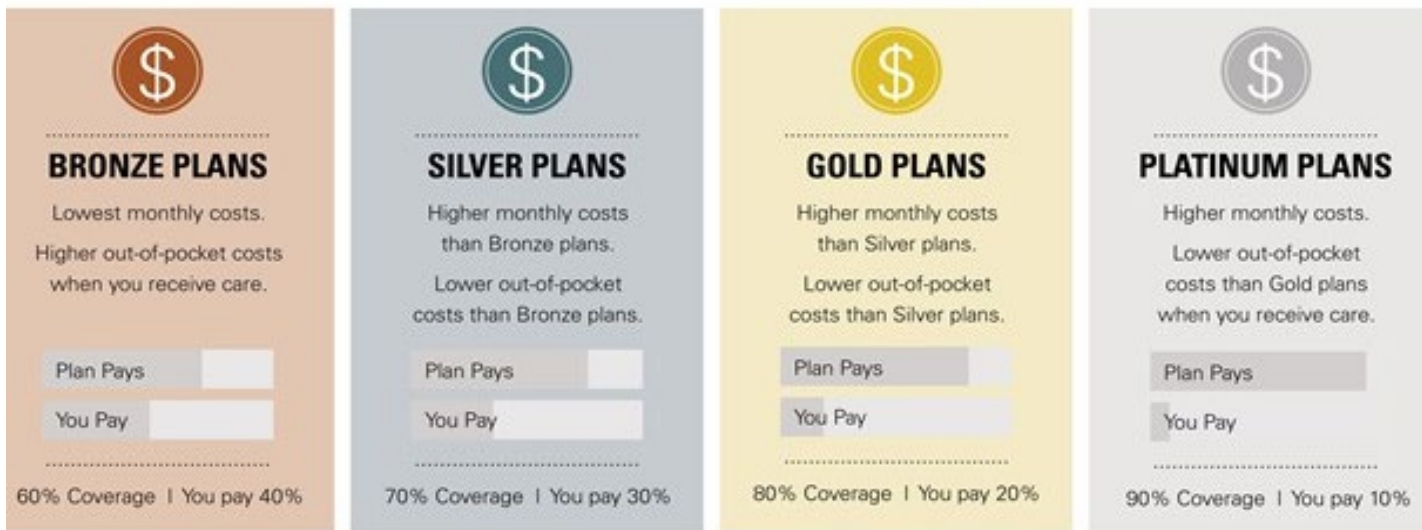 $
BRONZE PLANS
Lowest monthly costs.
Higher out-of-pocket costs
when you receive care.
Plan Pays
You Pay
60% Coverage | You pay 40%
$
SILVER PLANS
Higher monthly costs
than Bronze plans.
Lower out-of-pocket
costs than Bronze plans.
Plan Pays
You Pay
70% Coverage | You pay 30%
$
GOLD PLANS
Higher monthly costs
than Silver plans.
Lower out-of-pocket
costs than Silver plans.
Plan Pays
You Pay
80% Coverage | You pay 20%
$
PLATINUM PLANS
Higher monthly costs.
Lower out-of-pocket
costs than Gold plans
when you receive care.
Plan Pays
You Pay
90% Coverage | You pay 10%